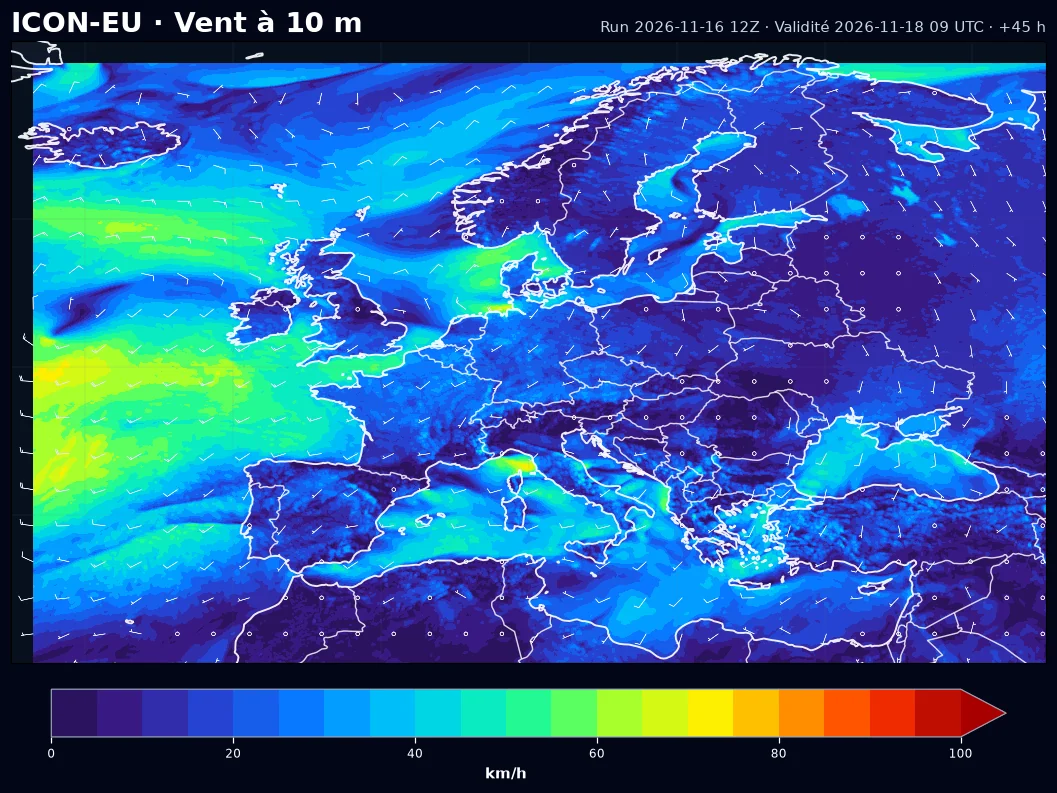 ICON-EU · Vent à 10 m
Run 2026-11-16 12Z · Validité 2026-11-18 09 UTC · +45 h
0 20 40 60 80 100
km/h